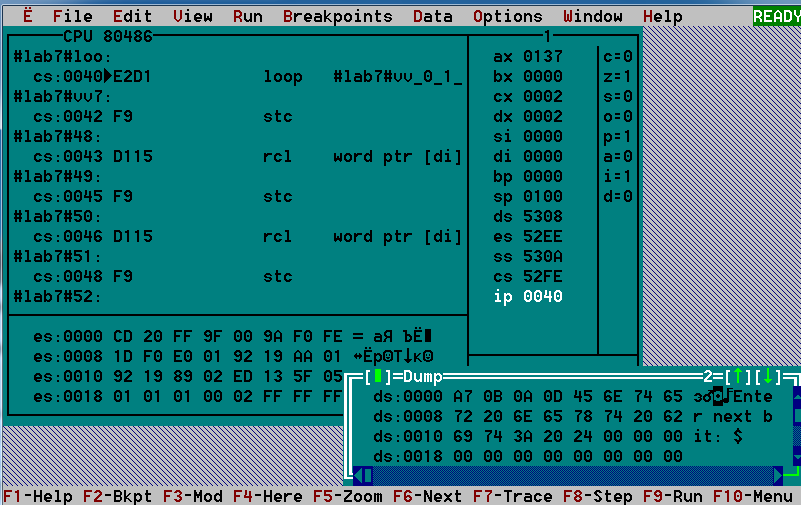 Ë File Edit View Run Breakpoints Data Options Window Help READY
CPU 80486 1
#lab7#loo:
cs:0040►E2D1 loop #lab7#vv_0_1_
#lab7#vv7:
cs:0042 F9 stc
#lab7#48:
cs:0043 D115 rcl word ptr [di]
#lab7#49:
cs:0045 F9 stc
#lab7#50:
cs:0046 D115 rcl word ptr [di]
#lab7#51:
cs:0048 F9 stc
#lab7#52:
ax 0137 c=0
bx 0000 z=1
cx 0002 s=0
dx 0002 o=0
si 0000 p=1
di 0000 a=0
bp 0000 i=1
sp 0100 d=0
ds 5308
es 52EE
ss 530A
cs 52FE
ip 0040
es:0000 CD 20 FF 9F 00 9A F0 FE = аЯ ЪЁ■
es:0008 1D F0 E0 01 92 19 AA 01 ↔Ёр☺Т↓к☺
es:0010 92 19 89 02 ED 13 5F 05
es:0018 01 01 01 00 02 FF FF FF
[■]=Dump 2=[↑][↓]
ds:0000 A7 0B 0A 0D 45 6E 74 65 з♂◙♪Ente
ds:0008 72 20 6E 65 78 74 20 62 r next b
ds:0010 69 74 3A 20 24 00 00 00 it: $
ds:0018 00 00 00 00 00 00 00 00
F1-Help F2-Bkpt F3-Mod F4-Here F5-Zoom F6-Next F7-Trace F8-Step F9-Run F10-Menu